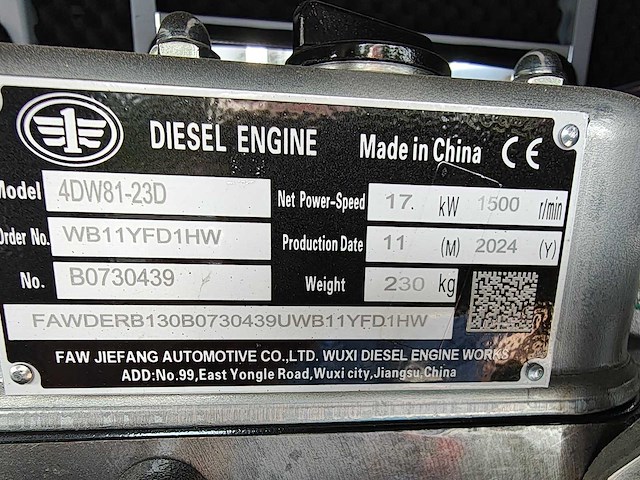 1
DIESEL ENGINE Made in China CE
Model 4DW81-23D Net Power-Speed 17. kW 1500 r/min
Order No. WB11YFD1HW Production Date 11 (M) 2024 (Y)
No. B0730439 Weight 230 kg
FAWDERB130B0730439UWB11YFD1HW
FAW JIEFANG AUTOMOTIVE CO.,LTD. WUXI DIESEL ENGINE WORKS
ADD:No.99,East Yongle Road,Wuxi city,Jiangsu.China